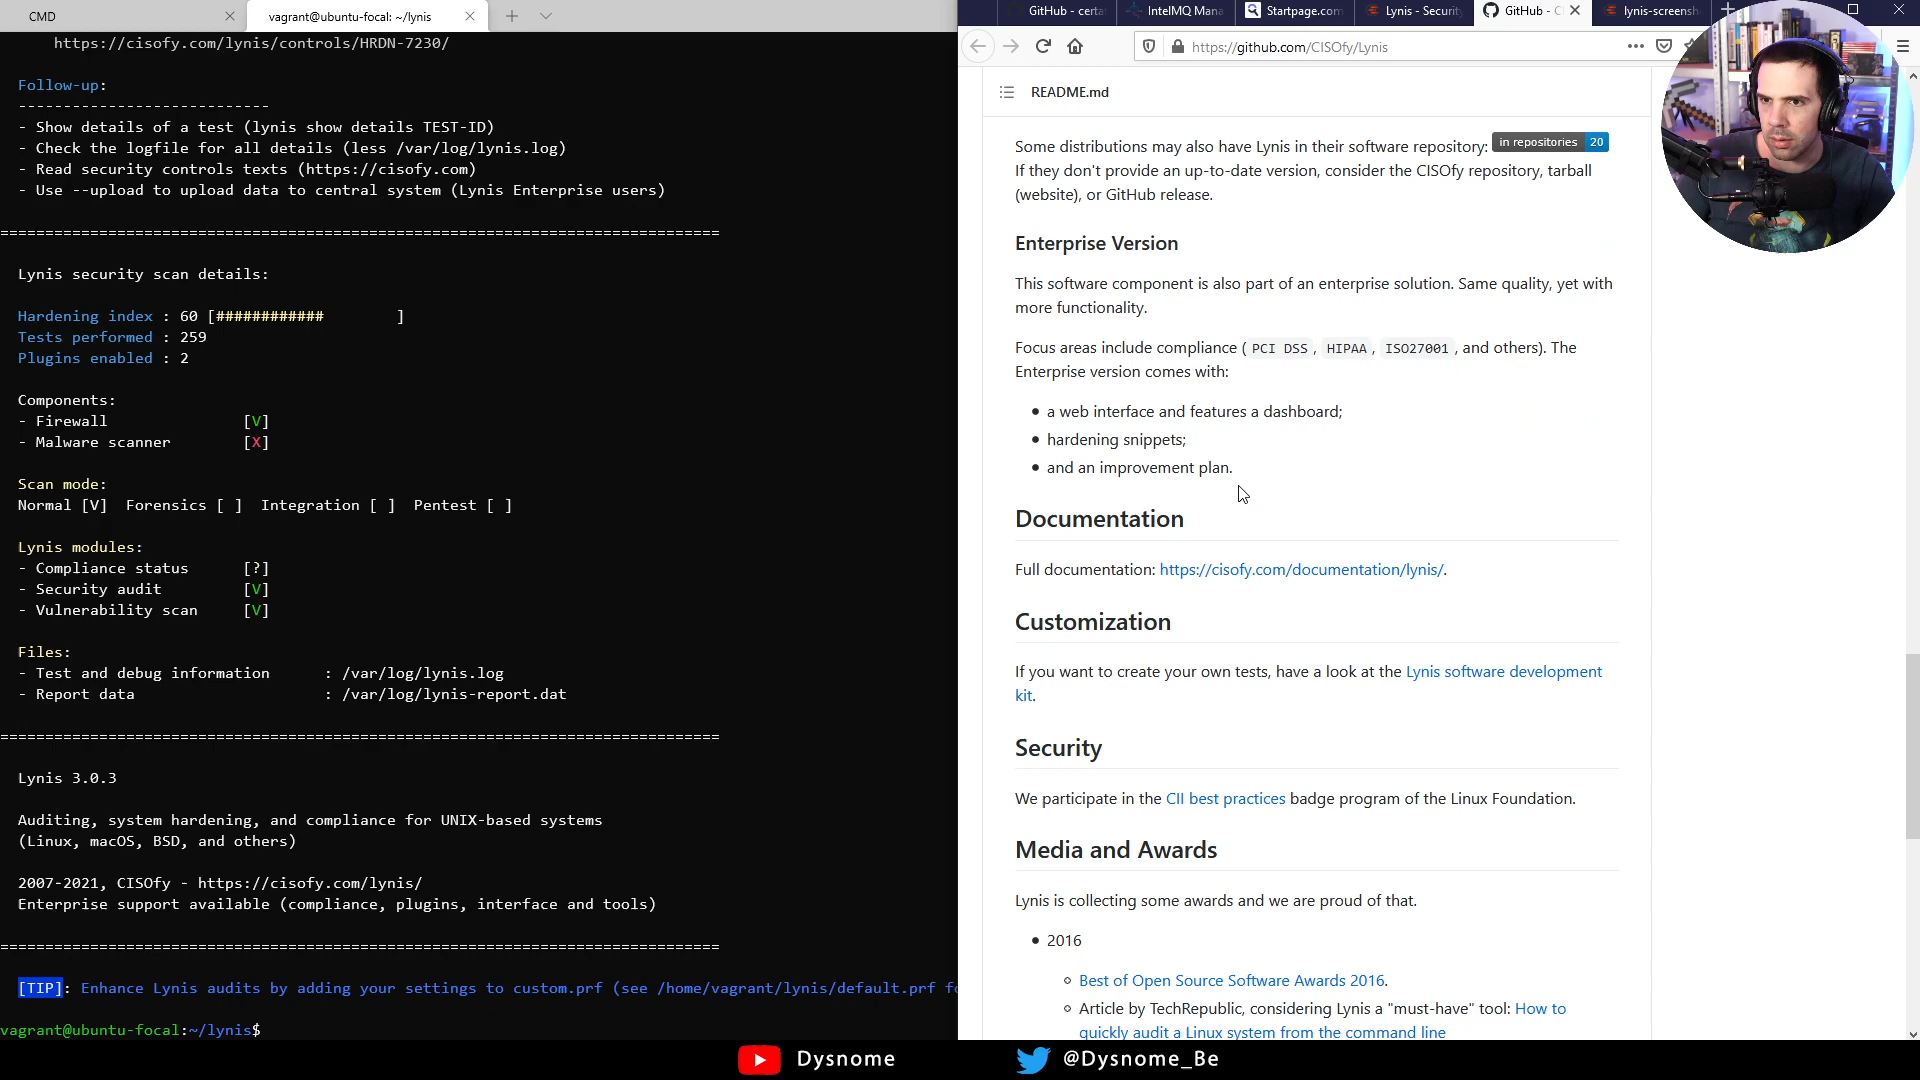 CMD
vagrant@ubuntu-focal: ~/lynis
https://cisofy.com/lynis/controls/HRDN-7230/
Follow-up:
----------------------------
- Show details of a test (lynis show details TEST-ID)
- Check the logfile for all details (less /var/log/lynis.log)
- Read security controls texts (https://cisofy.com)
- Use --upload to upload data to central system (Lynis Enterprise users)
================================================================================
Lynis security scan details:
Hardening index : 60 [############        ]
Tests performed : 259
Plugins enabled : 2
Components:
- Firewall               [V]
- Malware scanner        [X]
Scan mode:
Normal [V]  Forensics [ ]  Integration [ ]  Pentest [ ]
Lynis modules:
- Compliance status      [?]
- Security audit         [V]
- Vulnerability scan     [V]
Files:
- Test and debug information      : /var/log/lynis.log
- Report data                     : /var/log/lynis-report.dat
================================================================================
Lynis 3.0.3
Auditing, system hardening, and compliance for UNIX-based systems
(Linux, macOS, BSD, and others)
2007-2021, CISOfy - https://cisofy.com/lynis/
Enterprise support available (compliance, plugins, interface and tools)
================================================================================
[TIP]: Enhance Lynis audits by adding your settings to custom.prf (see /home/vagrant/lynis/default.prf fo
vagrant@ubuntu-focal:~/lynis$
GitHub - certa
IntelMQ Mana
Startpage.com
Lynis - Security
GitHub - C
lynis-screensh
https://github.com/CISOfy/Lynis
README.md
Some distributions may also have Lynis in their software repository: in repositories 20
If they don't provide an up-to-date version, consider the CISOfy repository, tarball
(website), or GitHub release.
Enterprise Version
This software component is also part of an enterprise solution. Same quality, yet with
more functionality.
Focus areas include compliance ( PCI DSS , HIPAA , ISO27001 , and others). The
Enterprise version comes with:
• a web interface and features a dashboard;
• hardening snippets;
• and an improvement plan.
Documentation
Full documentation: https://cisofy.com/documentation/lynis/.
Customization
If you want to create your own tests, have a look at the Lynis software development
kit.
Security
We participate in the CII best practices badge program of the Linux Foundation.
Media and Awards
Lynis is collecting some awards and we are proud of that.
• 2016
◦ Best of Open Source Software Awards 2016.
◦ Article by TechRepublic, considering Lynis a "must-have" tool: How to
quickly audit a Linux system from the command line
Dysnome
@Dysnome_Be